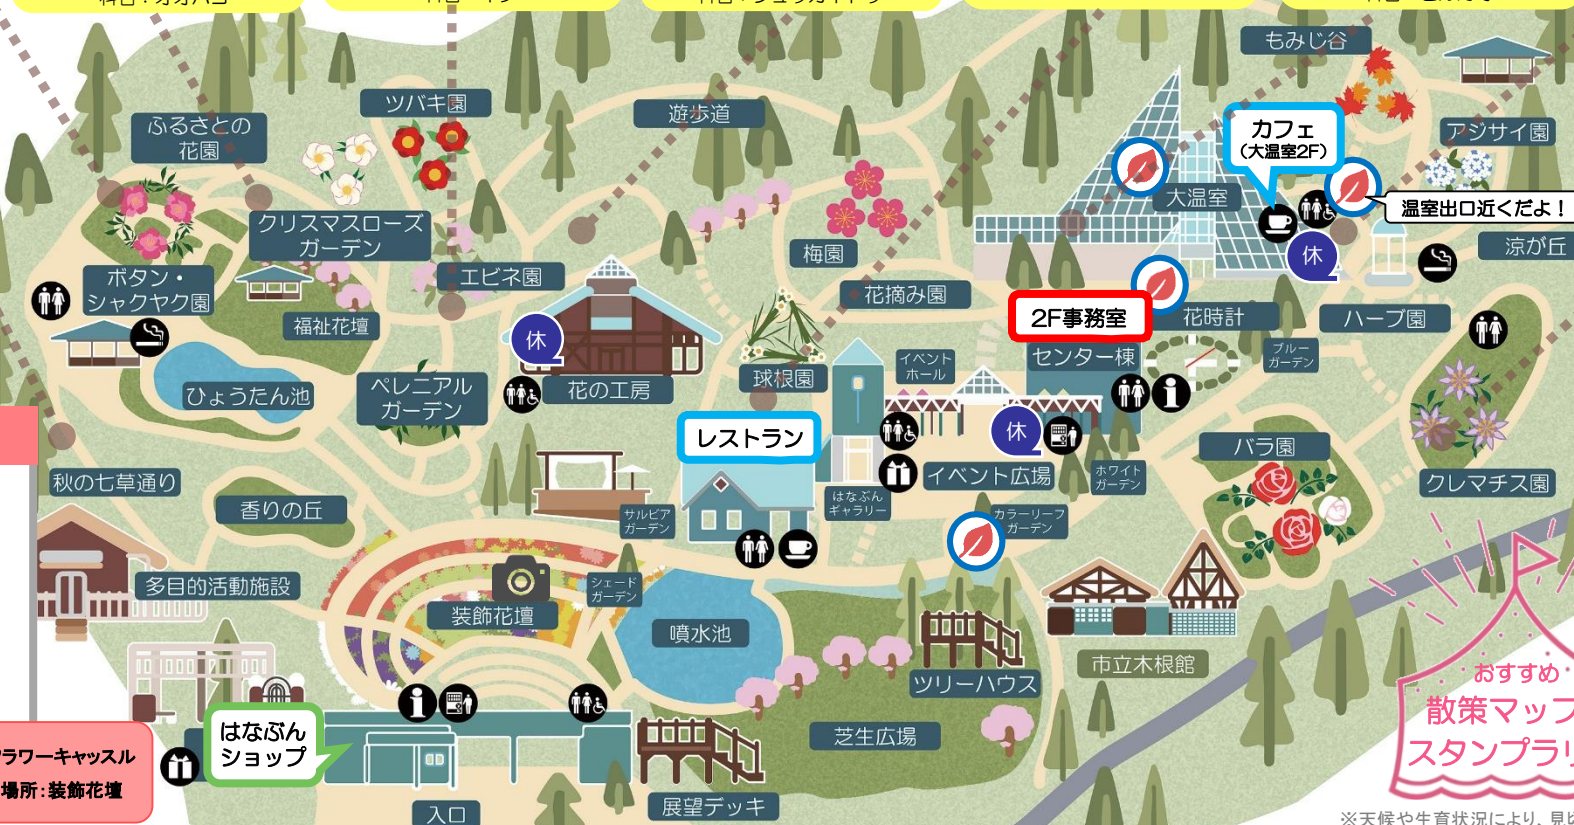 もみじ谷
ツバキ園
遊歩道
カフェ
(大温室2F)
アジサイ園
ふるさとの
花園
大温室
温室出口近くだよ！
クリスマスローズ
ガーデン
梅園
休
涼が丘
ボタン・
シャクヤク園
エビネ園
花摘み園
2F事務室
花時計
ハーブ園
福祉花壇
休
イベント
ホール
センター棟
ブルー
ガーデン
ひょうたん池
ペレニアル
ガーデン
花の工房
球根園
レストラン
休
バラ園
秋の七草通り
イベント広場
ホワイト
ガーデン
クレマチス園
香りの丘
サルビア
ガーデン
はなぶん
ギャラリー
カラーリーフ
ガーデン
多目的活動施設
シェード
ガーデン
装飾花壇
噴水池
市立木根館
おすすめ
散策マップ
スタンプラリ
ツリーハウス
はなぶん
ショップ
芝生広場
ラワーキャッスル
場所：装飾花壇
入口
展望デッキ
※天候や生育状況により、見